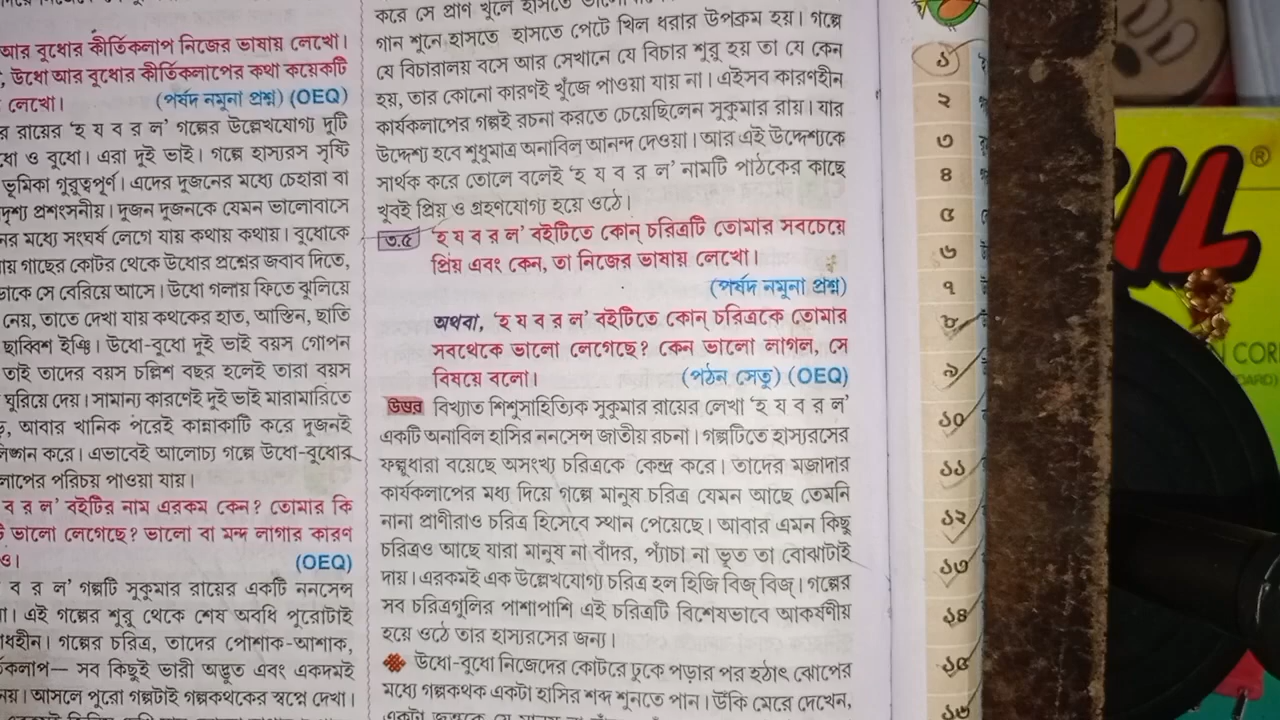 আর বুধোর কীর্তিকলাপ নিজের ভাষায় লেখো।
উধো আর বুধোর কীর্তিকলাপের কথা কয়েকটি
লেখো। (পর্ষদ নমুনা প্রশ্ন) (OEQ)
র রায়ের ‘হ য ব র ল’ গল্পের উল্লেখযোগ্য দুটি
ধো ও বুধো। এরা দুই ভাই। গল্পে হাস্যরস সৃষ্টি
ভূমিকা গুরুত্বপূর্ণ। এদের দুজনের মধ্যে চেহারা বা
দৃশ্য প্রশংসনীয়। দুজন দুজনকে যেমন ভালোবাসে
নর মধ্যে সংঘর্ষ লেগে যায় কথায় কথায়। বুধোকে
ায় গাছের কোটর থেকে উধোর প্রশ্নের জবাব দিতে,
াকে সে বেরিয়ে আসে। উধো গলায় ফিতে ঝুলিয়ে
নেয়, তাতে দেখা যায় কথকের হাত, আস্তিন, ছাতি
ছাব্বিশ ইঞ্চি। উধো-বুধো দুই ভাই বয়স গোপন
তাই তাদের বয়স চল্লিশ বছর হলেই তারা বয়স
ঘুরিয়ে দেয়। সামান্য কারণেই দুই ভাই মারামারিতে
আবার খানিক পরেই কান্নাকাটি করে দুজনই
লিঙ্গন করে। এভাবেই আলোচ্য গল্পে উধো-বুধোর
লাপের পরিচয় পাওয়া যায়।
ব র ল’ বইটির নাম এরকম কেন? তোমার কি
ভালো লেগেছে? ভালো বা মন্দ লাগার কারণ
ও। (OEQ)
ব র ল’ গল্পটি সুকুমার রায়ের একটি ননসেন্স
া। এই গল্পের শুরু থেকে শেষ অবধি পুরোটাই
ধহীন। গল্পের চরিত্র, তাদের পোশাক-আশাক,
র্কলাপ— সব কিছুই ভারী অদ্ভুত এবং একদমই
নয়। আসলে পুরো গল্পটাই গল্পকথকের স্বপ্নে দেখা।
করে সে প্রাণ খুলে হাসতে
গান শুনে হাসতে হাসতে পেটে খিল ধরার উপক্রম হয়। গল্পে
যে বিচারালয় বসে আর সেখানে যে বিচার শুরু হয় তা যে কেন
হয়, তার কোনো কারণই খুঁজে পাওয়া যায় না। এইসব কারণহীন
কার্যকলাপের গল্পই রচনা করতে চেয়েছিলেন সুকুমার রায়। যার
উদ্দেশ্য হবে শুধুমাত্র অনাবিল আনন্দ দেওয়া। আর এই উদ্দেশ্যকে
সার্থক করে তোলে বলেই ‘হ য ব র ল’ নামটি পাঠকের কাছে
খুবই প্রিয় ও গ্রহণযোগ্য হয়ে ওঠে।
৩.৫ ‘হ য ব র ল’ বইটিতে কোন্ চরিত্রটি তোমার সবচেয়ে
প্রিয় এবং কেন, তা নিজের ভাষায় লেখো।
(পর্ষদ নমুনা প্রশ্ন)
অথবা, ‘হ য ব র ল’ বইটিতে কোন্ চরিত্রকে তোমার
সবথেকে ভালো লেগেছে? কেন ভালো লাগল, সে
বিষয়ে বলো। (পঠন সেতু) (OEQ)
উত্তর বিখ্যাত শিশুসাহিত্যিক সুকুমার রায়ের লেখা ‘হ য ব র ল’
একটি অনাবিল হাসির ননসেন্স জাতীয় রচনা। গল্পটিতে হাস্যরসের
ফল্গুধারা বয়েছে অসংখ্য চরিত্রকে কেন্দ্র করে। তাদের মজাদার
কার্যকলাপের মধ্য দিয়ে গল্পে মানুষ চরিত্র যেমন আছে তেমনি
নানা প্রাণীরাও চরিত্র হিসেবে স্থান পেয়েছে। আবার এমন কিছু
চরিত্রও আছে যারা মানুষ না বাঁদর, প্যাঁচা না ভূত তা বোঝাটাই
দায়। এরকমই এক উল্লেখযোগ্য চরিত্র হল হিজি বিজ্ বিজ্। গল্পের
সব চরিত্রগুলির পাশাপাশি এই চরিত্রটি বিশেষভাবে আকর্ষণীয়
হয়ে ওঠে তার হাস্যরসের জন্য।
উধো-বুধো নিজেদের কোটরে ঢুকে পড়ার পর হঠাৎ ঝোপের
মধ্যে গল্পকথক একটা হাসির শব্দ শুনতে পান। উঁকি মেরে দেখেন,
১
২
৩
৪
৫
৬
৭
৮
৯
১০
১১
১২
১৩
১৪
১৫
১৬
IL®